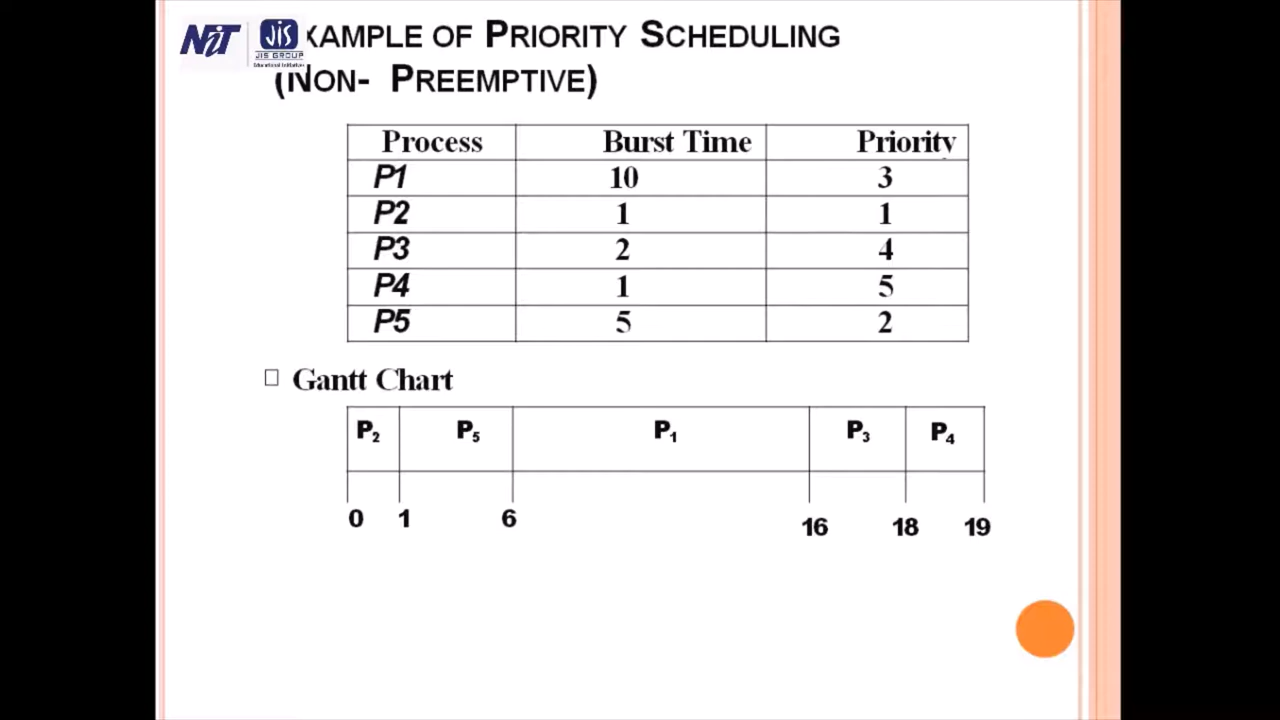 NiT
JIS
JIS GROUP
Educational Initiatives
XAMPLE OF PRIORITY SCHEDULING
(NON- PREEMPTIVE)
Process Burst Time Priority
P1 10 3
P2 1 1
P3 2 4
P4 1 5
P5 5 2
Gantt Chart
P2 P5 P1 P3 P4
0 1 6 16 18 19